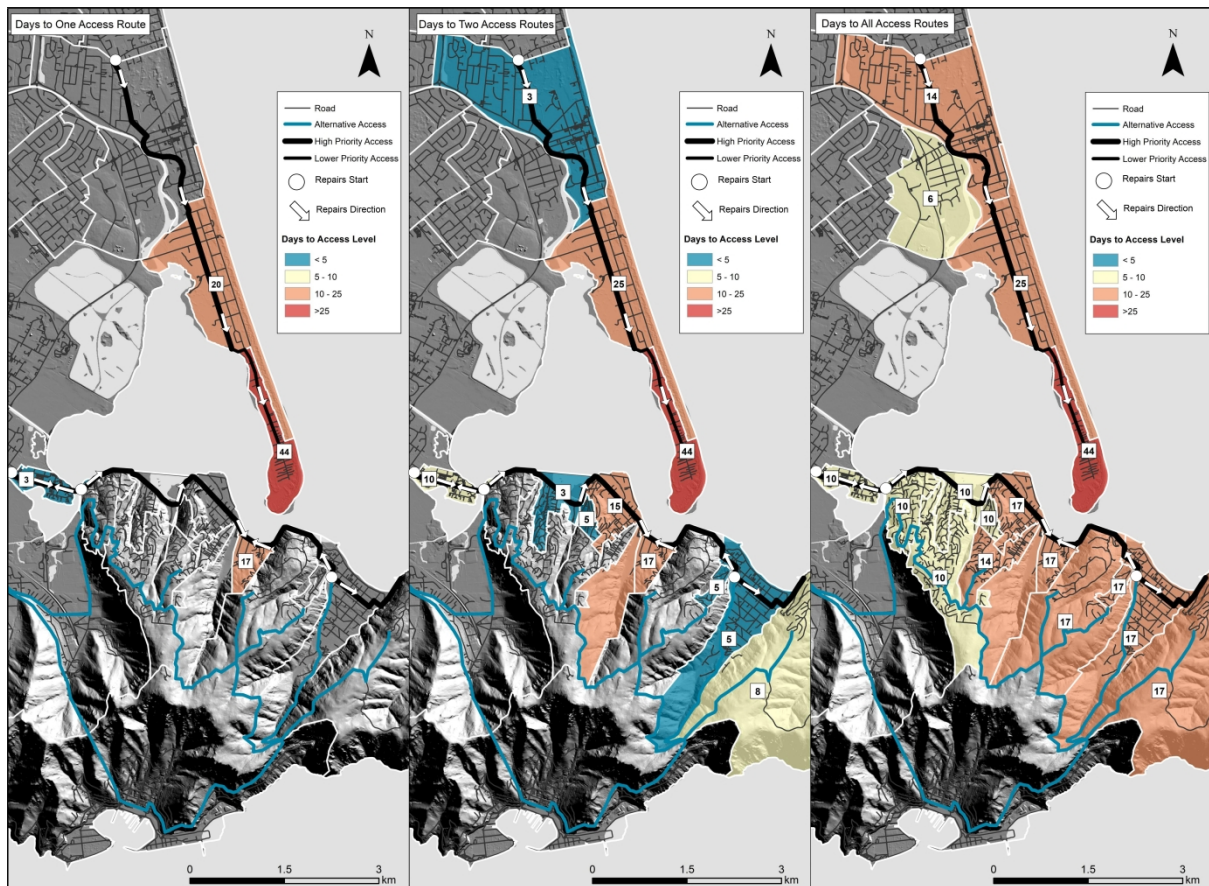 Days to One Access Route
N
Road
Alternative Access
High Priority Access
Lower Priority Access
Repairs Start
Repairs Direction
Days to Access Level
< 5
5 - 10
10 - 25
>25
20
44
3
17
Days to Two Access Routes
N
Road
Alternative Access
High Priority Access
Lower Priority Access
Repairs Start
Repairs Direction
Days to Access Level
< 5
5 - 10
10 - 25
>25
3
25
44
10
3
5
15
17
5
5
8
0
1.5
3
km
Days to All Access Routes
N
Road
Alternative Access
High Priority Access
Lower Priority Access
Repairs Start
Repairs Direction
Days to Access Level
< 5
5 - 10
10 - 25
>25
14
6
25
44
10
10
17
10
10
10
14
17
17
17
17
17
0
1.5
3
km
0
1.5
3
km